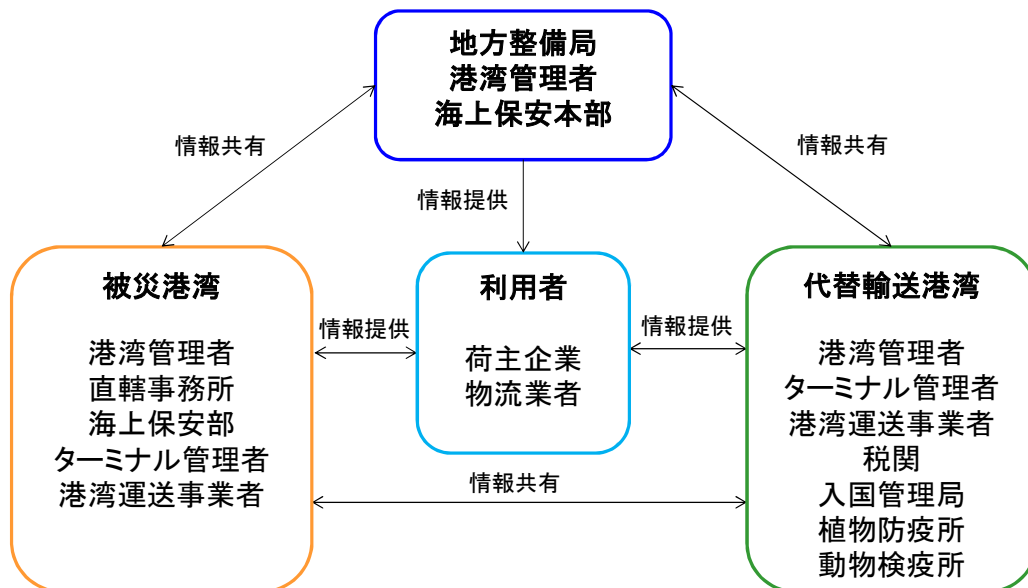 地方整備局
港湾管理者
海上保安本部
情報共有
情報共有
情報提供
被災港湾
港湾管理者
直轄事務所
海上保安部
ターミナル管理者
港湾運送事業者
情報提供
利用者
荷主企業
物流業者
情報提供
代替輸送港湾
港湾管理者
ターミナル管理者
港湾運送事業者
税関
入国管理局
植物防疫所
動物検疫所
情報共有